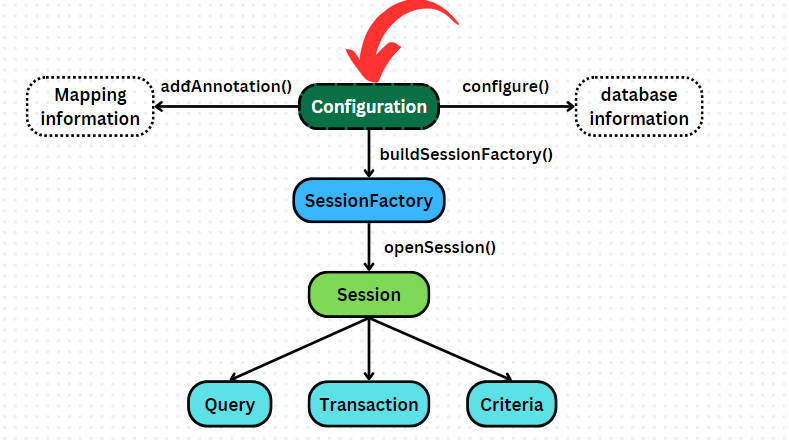 addAnnotation()
configure()
Mapping
information
Configuration
database
information
buildSessionFactory()
SessionFactory
openSession()
Session
Query
Transaction
Criteria